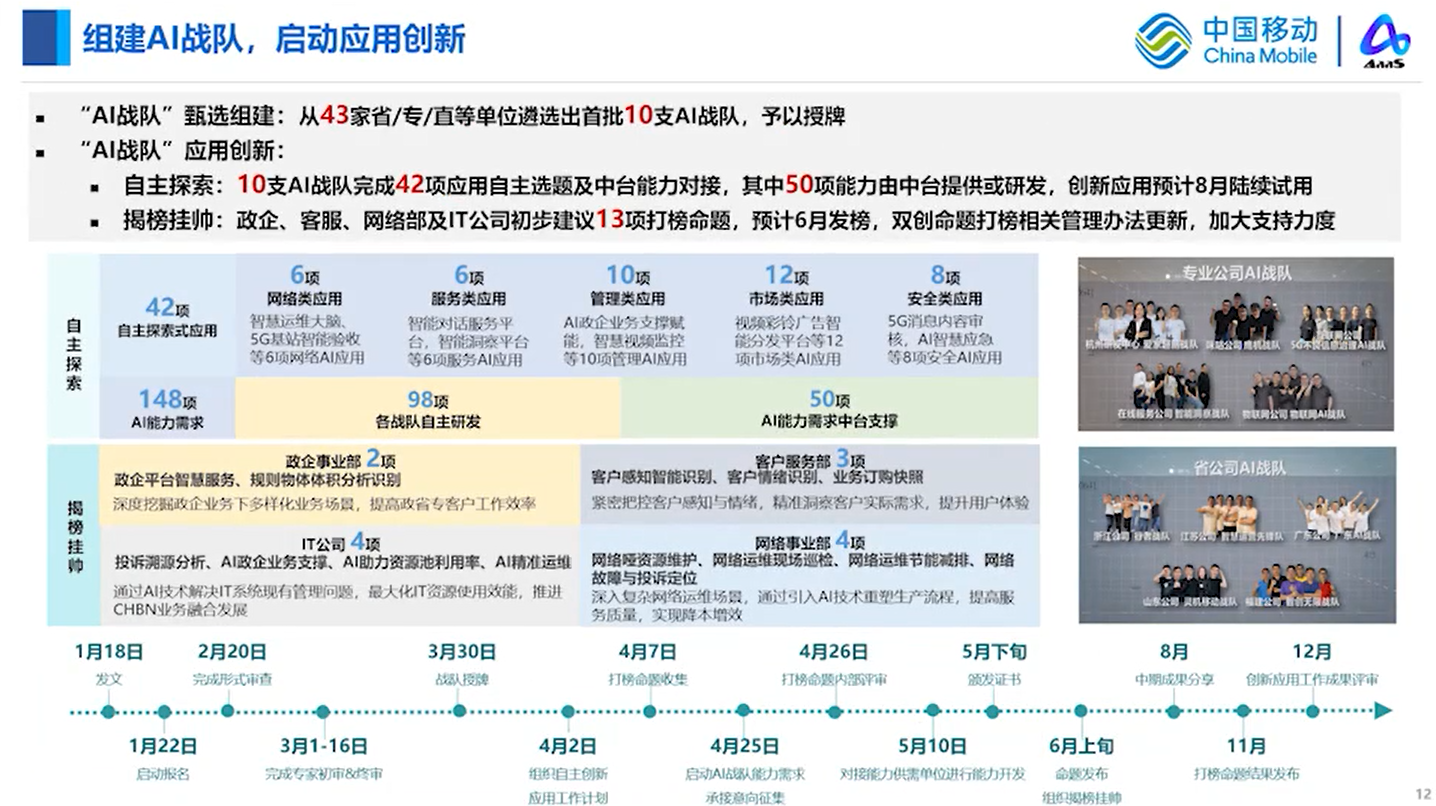 组建AI战队，启动应用创新
中国移动
China Mobile
AaaS
“AI战队”甄选组建：从43家省/专/直等单位遴选出首批10支AI战队，予以授牌
“AI战队”应用创新：
自主探索：10支AI战队完成42项应用自主选题及中台能力对接，其中50项能力由中台提供或研发，创新应用预计8月陆续试用
揭榜挂帅：政企、客服、网络部及IT公司初步建议13项打榜命题，预计6月发榜，双创命题打榜相关管理办法更新，加大支持力度
自主探索
42项
自主探索式应用
6项
网络类应用
智慧运维大脑、
5G基站智能验收
等6项网络AI应用
6项
服务类应用
智能对话服务平
台，智能洞察平台
等6项服务AI应用
10项
管理类应用
AI政企业务支撑赋
能，智慧视频监控
等10项管理AI应用
12项
市场类应用
视频彩铃广告智
能分发平台等12
项市场类AI应用
8项
安全类应用
5G消息内容审
核，AI智慧应急
等8项安全AI应用
148项
AI能力需求
98项
各战队自主研发
50项
AI能力需求中台支撑
揭榜挂帅
政企事业部 2项
政企平台智慧服务、规则物体体积分析识别
深度挖掘政企业务下多样化业务场景，提高政省专客户工作效率
客户服务部 3项
客户感知智能识别、客户情绪识别、业务订购快照
紧密把控客户感知与情绪，精准洞察客户实际需求，提升用户体验
IT公司 4项
投诉溯源分析、AI政企业务支撑、AI助力资源池利用率、AI精准运维
通过AI技术解决IT系统现有管理问题，最大化IT资源使用效能，推进
CHBN业务融合发展
网络事业部 4项
网络哑资源维护、网络运维现场巡检、网络运维节能减排、网络
故障与投诉定位
深入复杂网络运维场景，通过引入AI技术重塑生产流程，提高服
务质量，实现降本增效
专业公司AI战队
咪咕公司 鹰机战队
物联网公司
5G不良信息治理AI战队
在线服务公司 智能洞察战队
物联网公司 物联网AI战队
省公司AI战队
浙江公司
江苏公司 智慧运营先锋队
广东公司 广东AI战队
山东公司 灵机移动战队
福建公司 智创无限战队
1月18日
发文
2月20日
完成形式审查
3月30日
战队授牌
4月7日
打榜命题收集
4月26日
打榜命题内部评审
5月下旬
颁发证书
8月
中期成果分享
12月
创新应用工作成果评审
1月22日
启动报名
3月1-16日
完成专家初审&终审
4月2日
组织自主创新
应用工作计划
4月25日
启动AI战队能力需求
承接意向征集
5月10日
对接能力供需单位进行能力开发
6月上旬
命题发布
组织揭榜挂帅
11月
打榜命题结果发布
12